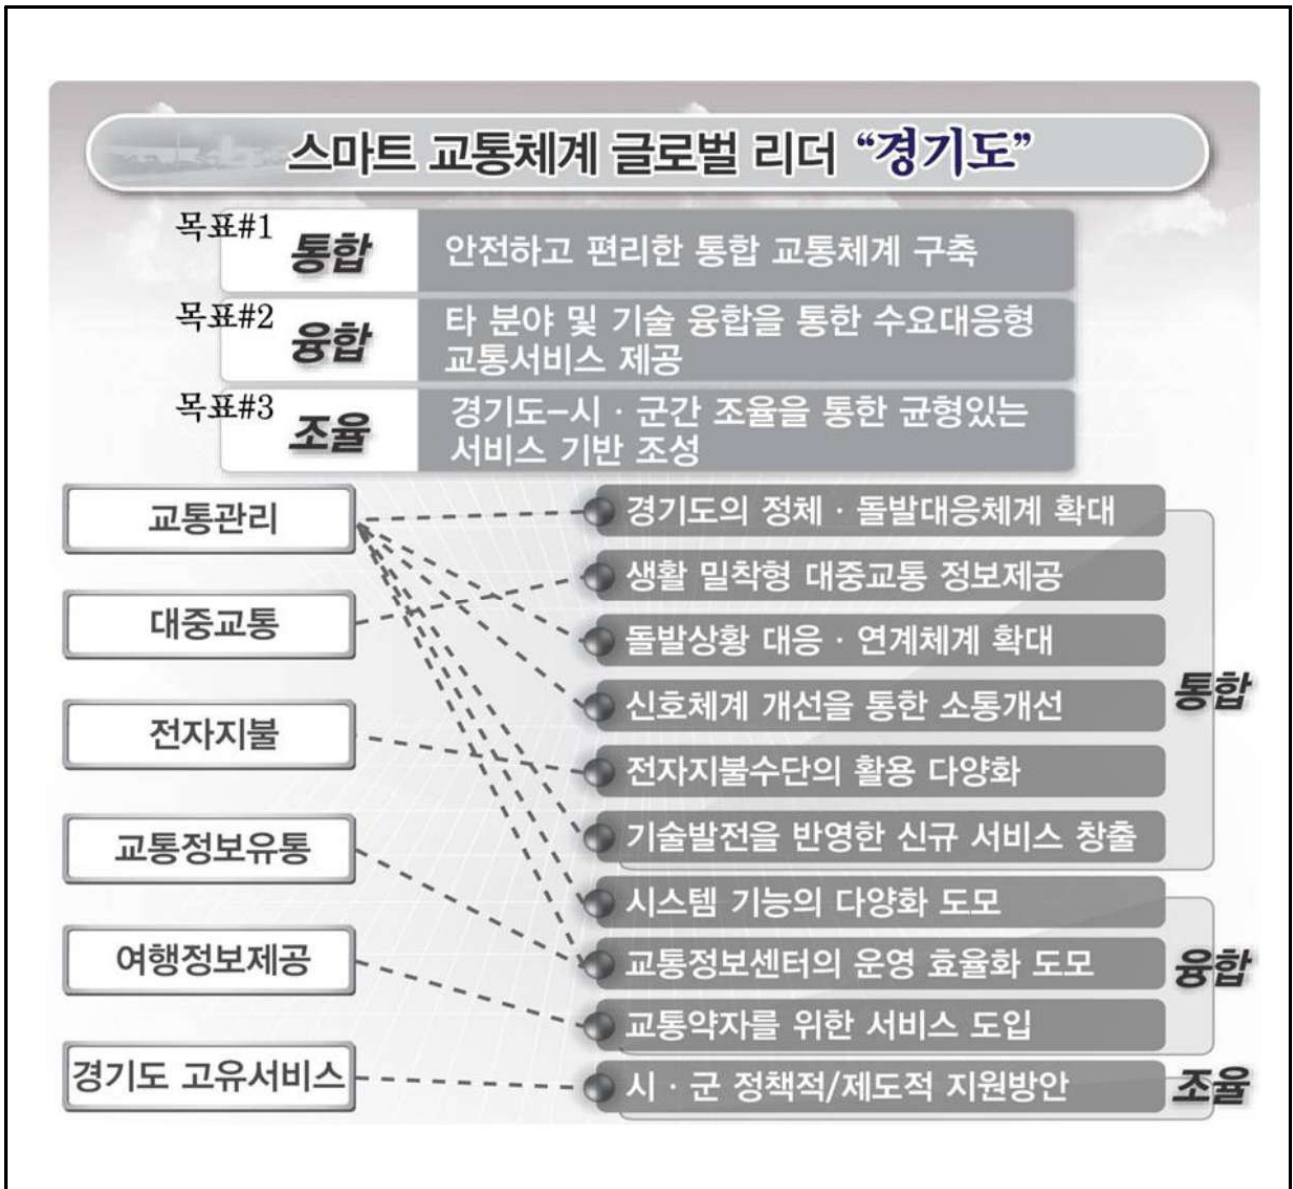 스마트 교통체계 글로벌 리더 “경기도”
목표#1
통합
안전하고 편리한 통합 교통체계 구축
목표#2
융합
타 분야 및 기술 융합을 통한 수요대응형
교통서비스 제공
목표#3
조율
경기도-시 · 군간 조율을 통한 균형있는
서비스 기반 조성
교통관리
대중교통
전자지불
교통정보유통
여행정보제공
경기도 고유서비스
경기도의 정체 · 돌발대응체계 확대
생활 밀착형 대중교통 정보제공
돌발상황 대응 · 연계체계 확대
신호체계 개선을 통한 소통개선
전자지불수단의 활용 다양화
기술발전을 반영한 신규 서비스 창출
시스템 기능의 다양화 도모
교통정보센터의 운영 효율화 도모
교통약자를 위한 서비스 도입
시 · 군 정책적/제도적 지원방안
통합
융합
조율